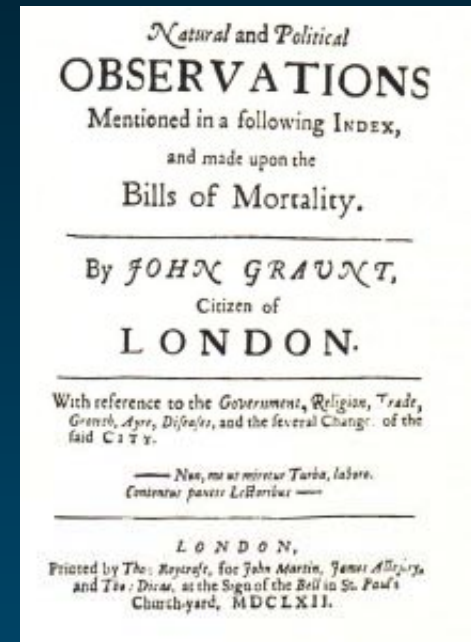 Natural and Political
OBSERVATIONS
Mentioned in a following INDEX,
and made upon the
Bills of Mortality.
By JOHN GRAUNT,
Citizen of
LONDON.
With reference to the Government, Religion, Trade,
Growth, Ayre, Diseases, and the several Change of the
said CITY.
—— Non, me ut miretur Turba, laboro.
Contentus paucis Lectoribus ——
LONDON,
Printed by Tho: Roycroft, for John Martin, James Allestry,
and Tho: Dicas, at the Sign of the Bell in St. Paul's
Church-yard, MDCLXII.